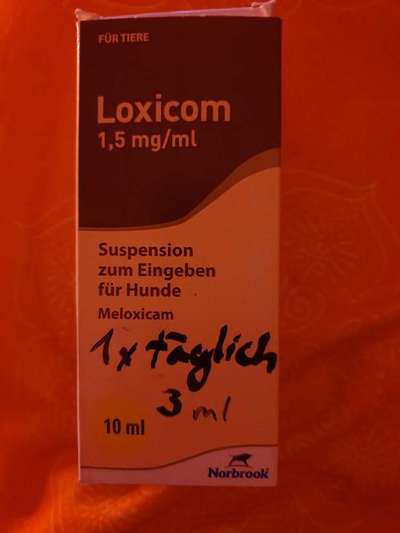 FÜR TIERE
Loxicom
1,5 mg/ml
Suspension
zum Eingeben
für Hunde
Meloxicam
1x täglich
3 ml
10 ml
Norbrook